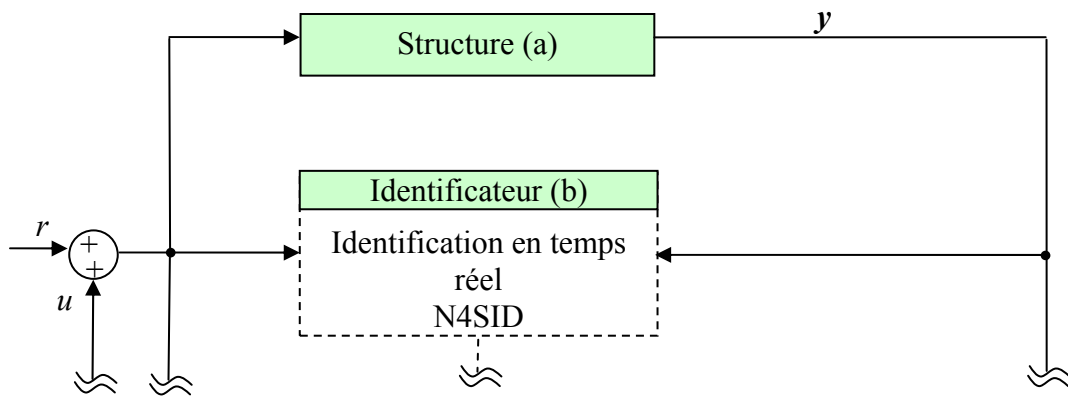 Structure (a)
y
Identificateur (b)
r
+
+
u
Identification en temps
réel
N4SID